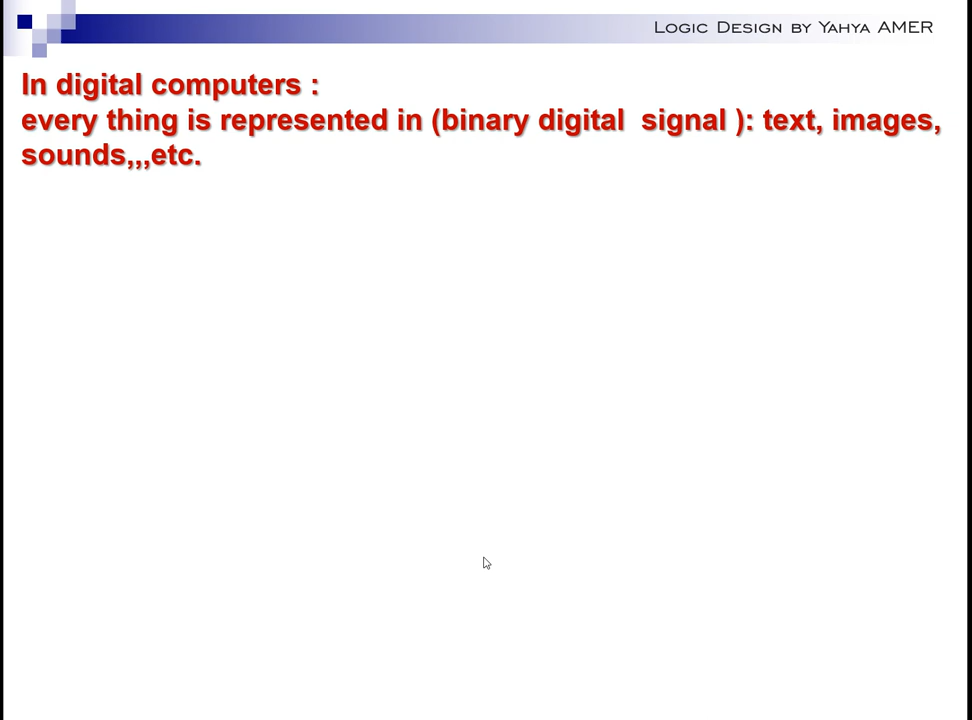 Logic Design by Yahya AMER
In digital computers :
every thing is represented in (binary digital  signal ): text, images,
sounds,,,etc.